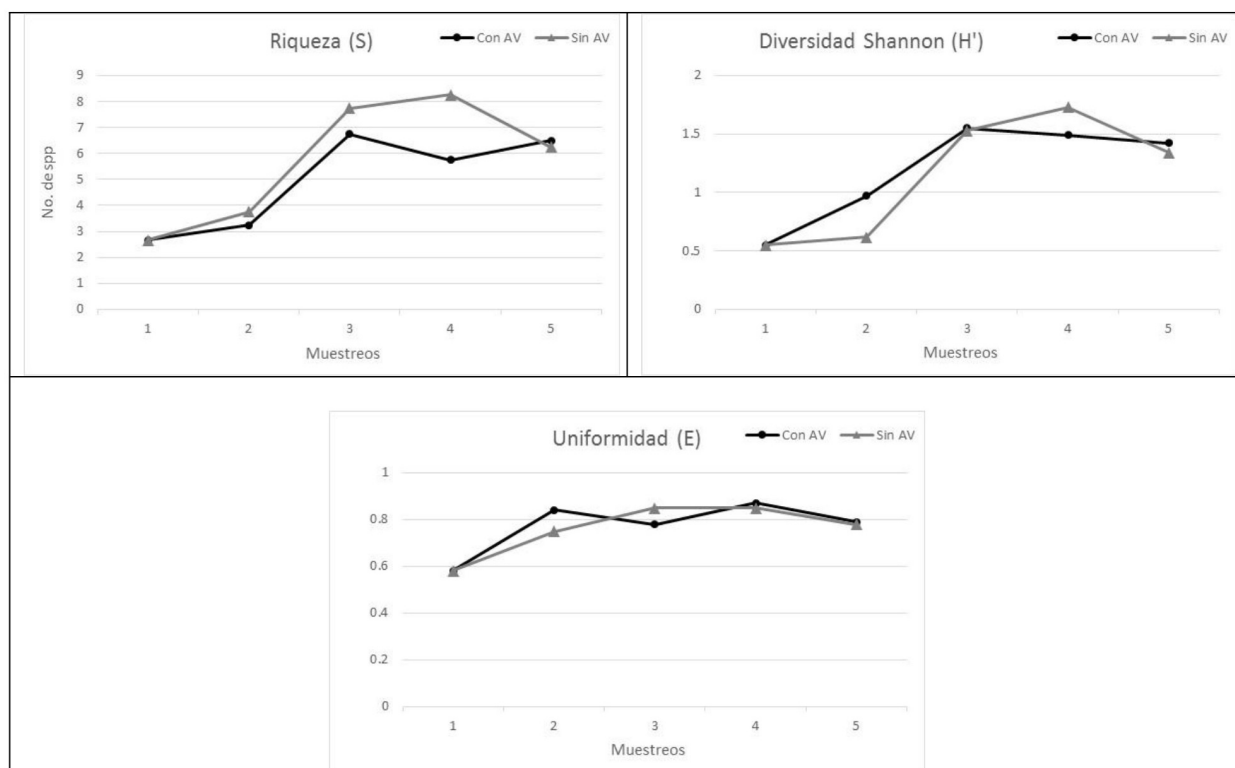 Riqueza (S)
Con AV Sin AV
No. de spp
9
8
7
6
5
4
3
2
1
0
1 2 3 4 5
Muestreos
Diversidad Shannon (H')
Con AV Sin AV
2
1.5
1
0.5
0
1 2 3 4 5
Muestreos
Uniformidad (E)
Con AV Sin AV
1
0.8
0.6
0.4
0.2
0
1 2 3 4 5
Muestreos